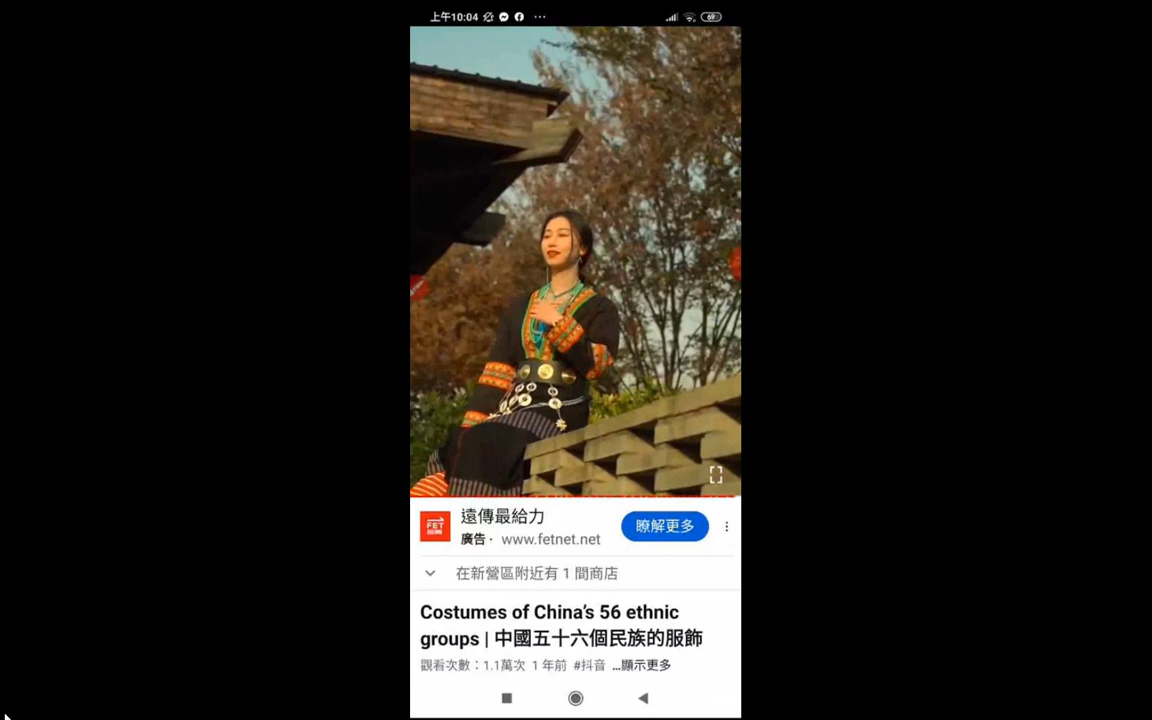 上午10:04
69
FET
遠傳最給力
瞭解更多
廣告 · www.fetnet.net
在新營區附近有 1 間商店
Costumes of China's 56 ethnic
groups | 中國五十六個民族的服飾
觀看次數：1.1萬次 1 年前 #抖音 ...顯示更多